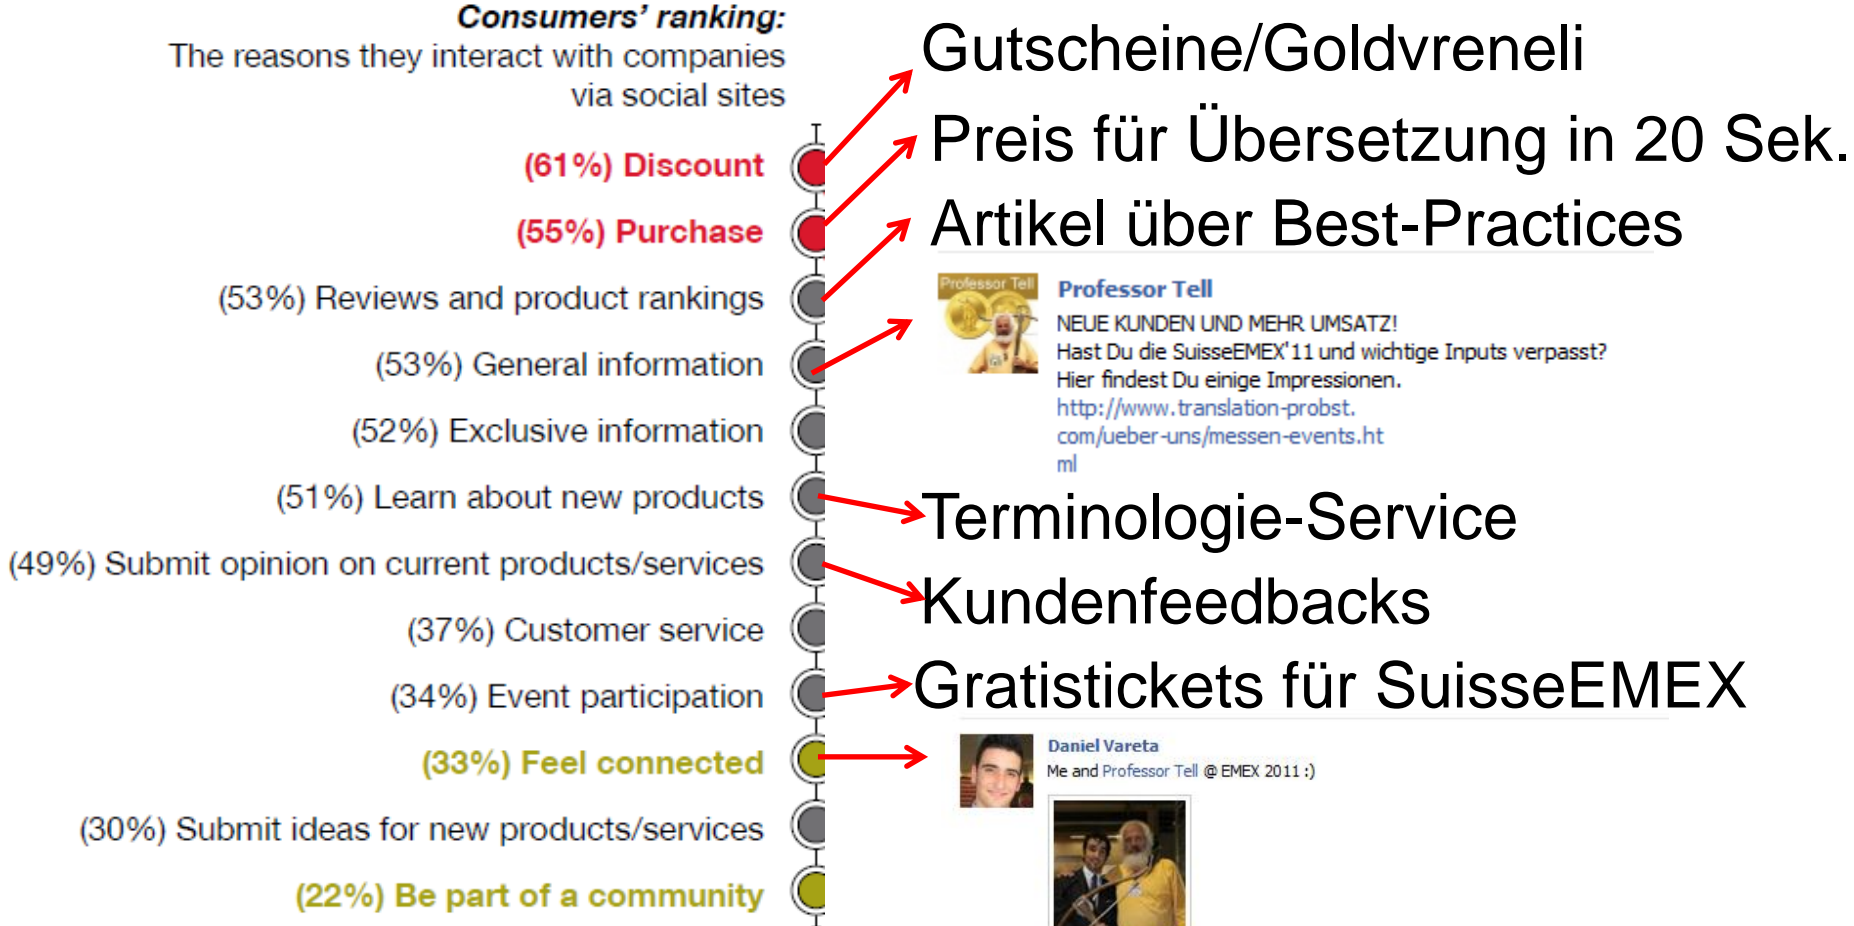 Consumers' ranking:
The reasons they interact with companies
via social sites
(61%) Discount
(55%) Purchase
(53%) Reviews and product rankings
(53%) General information
(52%) Exclusive information
(51%) Learn about new products
(49%) Submit opinion on current products/services
(37%) Customer service
(34%) Event participation
(33%) Feel connected
(30%) Submit ideas for new products/services
(22%) Be part of a community
Gutscheine/Goldvreneli
Preis für Übersetzung in 20 Sek.
Artikel über Best-Practices
Professor Tell
Professor Tell
NEUE KUNDEN UND MEHR UMSATZ!
Hast Du die SuisseEMEX'11 und wichtige Inputs verpasst?
Hier findest Du einige Impressionen.
http://www.translation-probst.
com/ueber-uns/messen-events.ht
ml
Terminologie-Service
Kundenfeedbacks
Gratistickets für SuisseEMEX
Daniel Vareta
Me and Professor Tell @ EMEX 2011 :)